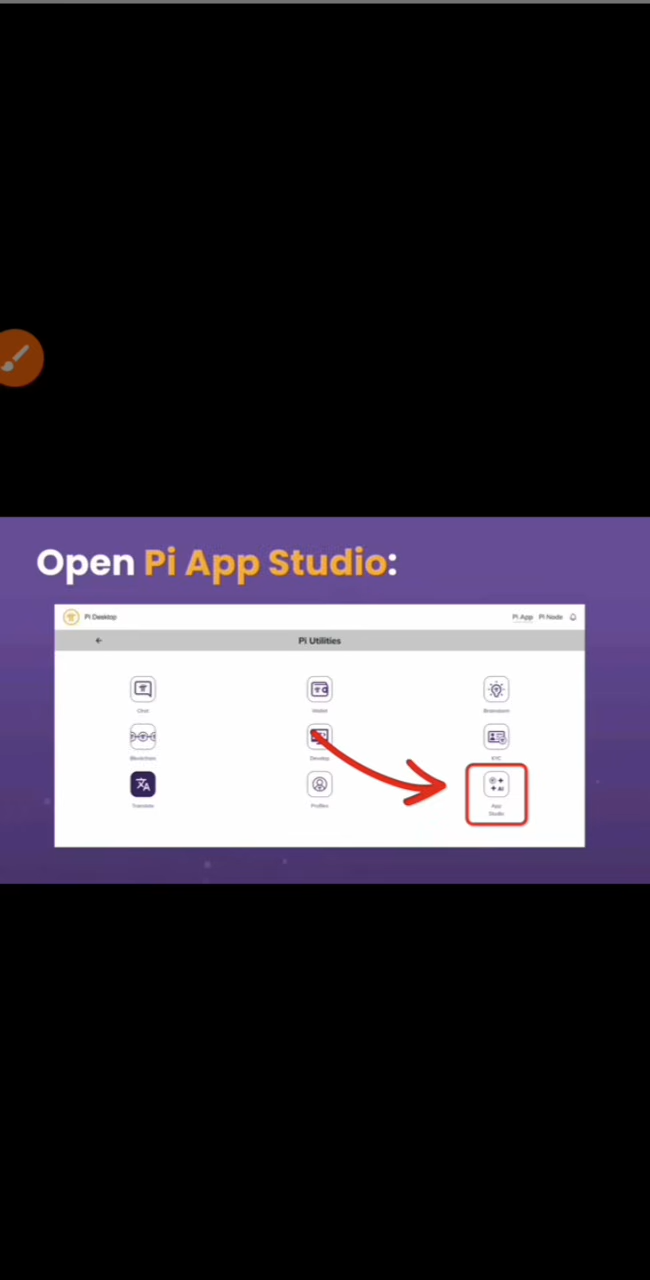 Open Pi App Studio:
Pi Desktop
Pi App Pi Node
Pi Utilities
Chat
Wallet
Brainstorm
Blockchain
Develop
KYC
AI
Translate
Profiles
App
Studio